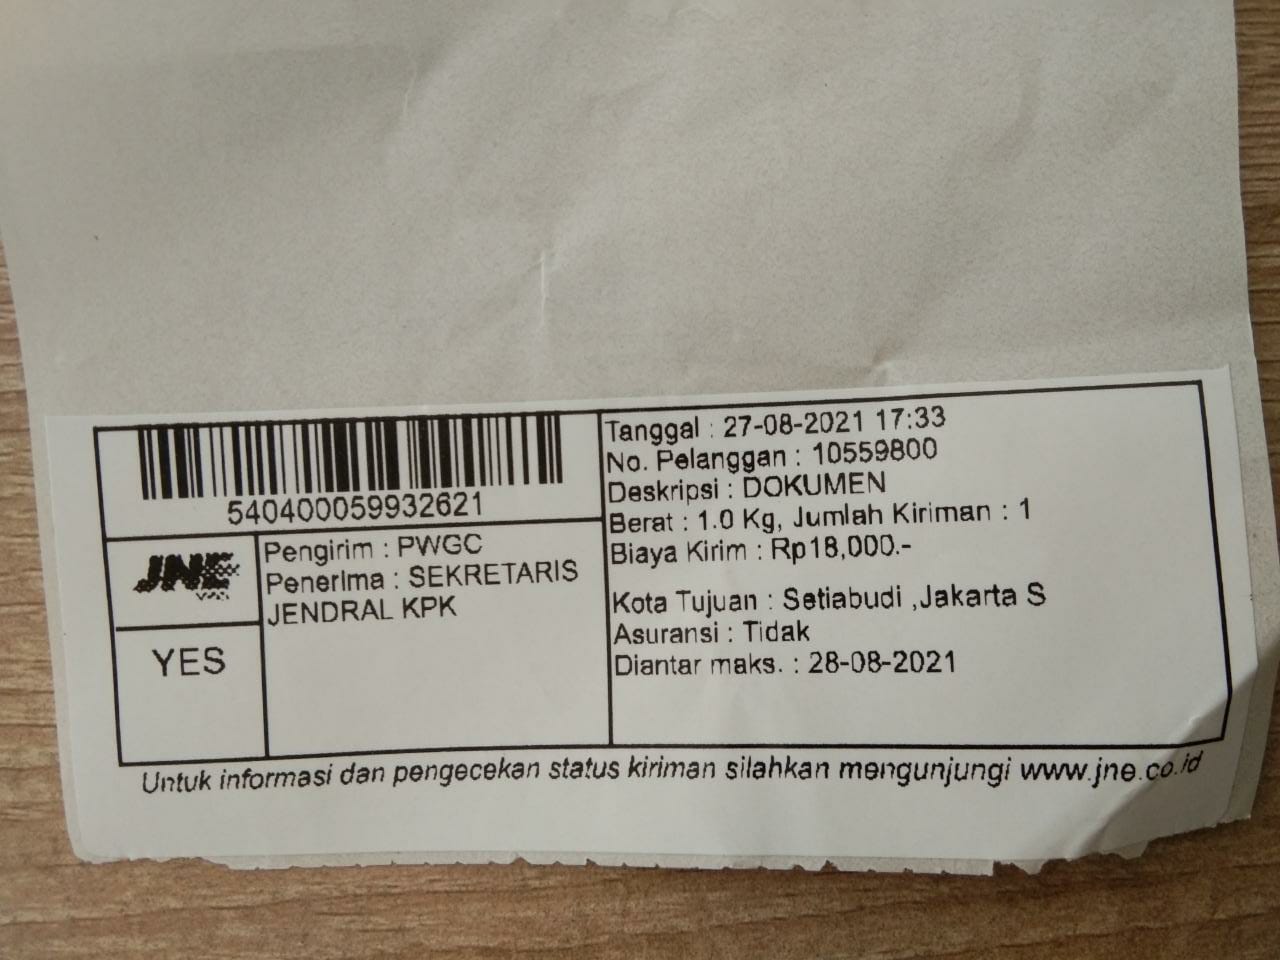 540400059932621
JNE
YES
Pengirim : PWGC
Penerima : SEKRETARIS
JENDRAL KPK
Tanggal : 27-08-2021 17:33
No. Pelanggan : 10559800
Deskripsi : DOKUMEN
Berat : 1.0 Kg, Jumlah Kiriman : 1
Biaya Kirim : Rp18,000.-
Kota Tujuan : Setiabudi ,Jakarta S
Asuransi : Tidak
Diantar maks. : 28-08-2021
Untuk informasi dan pengecekan status kiriman silahkan mengunjungi www.jne.co.id